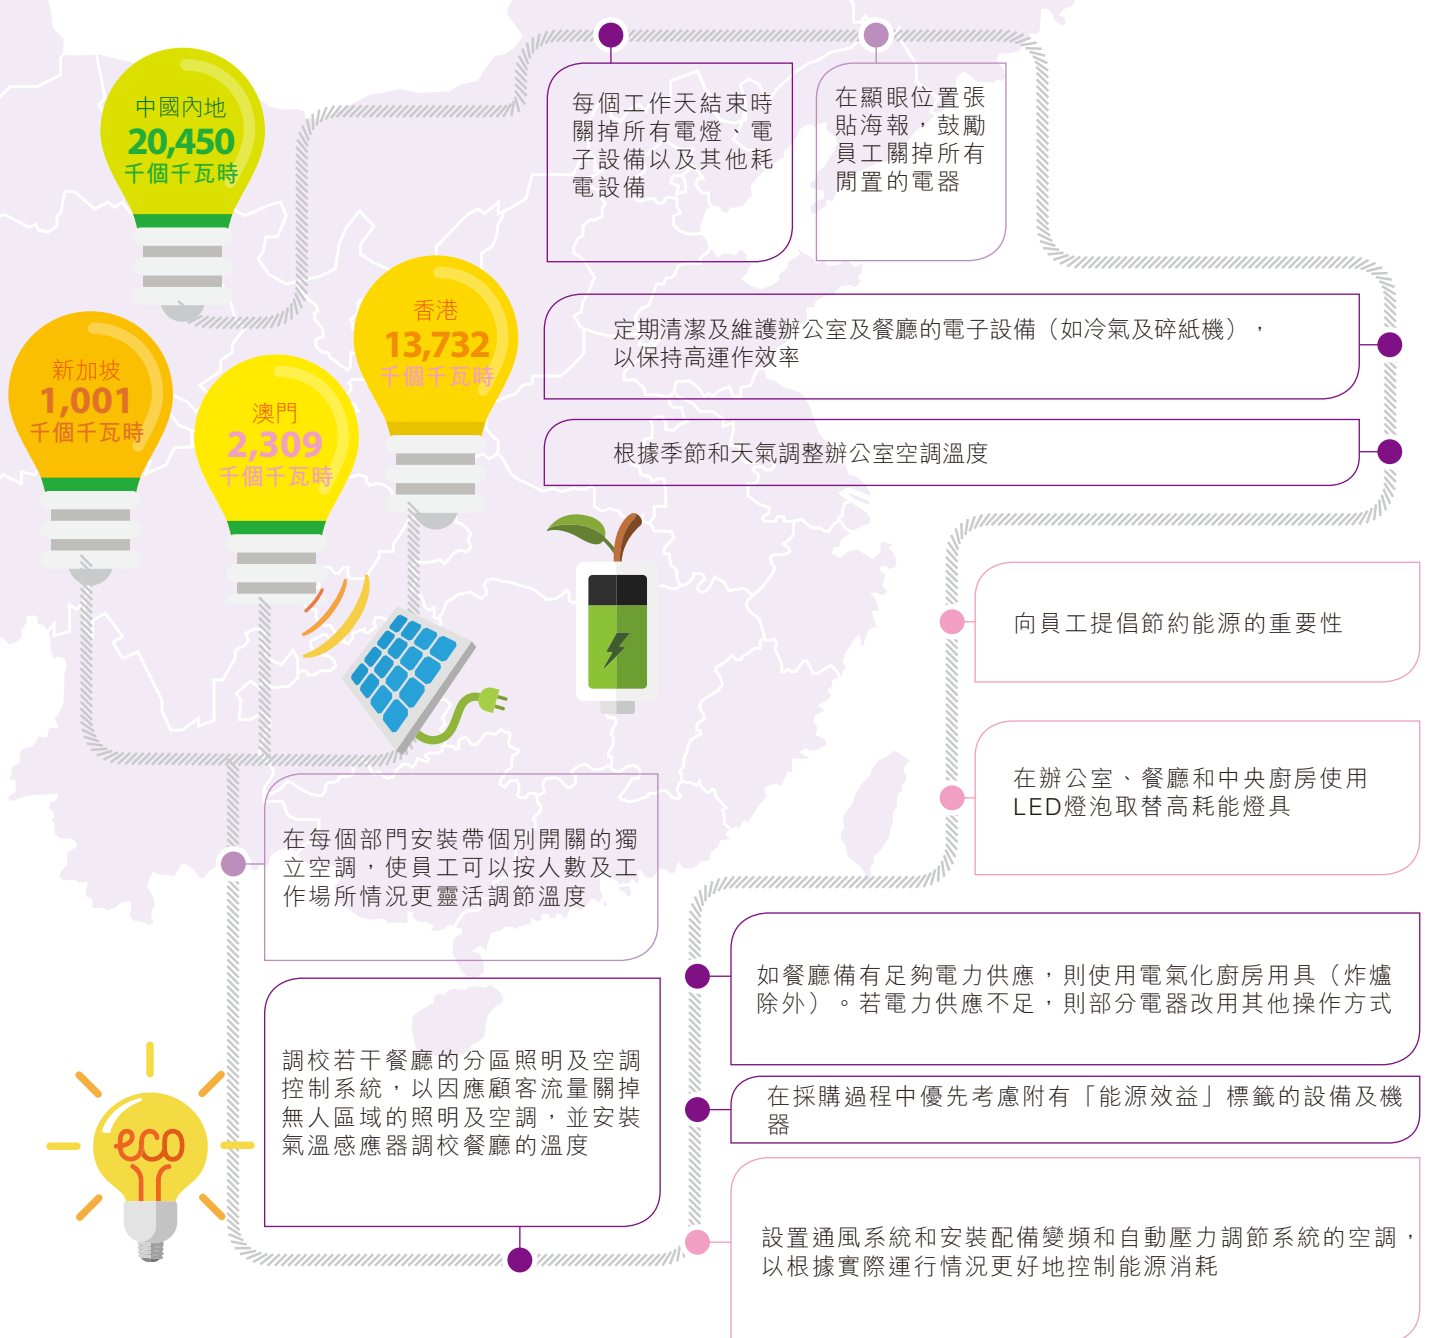 中國內地
20,450
千個千瓦時
香港
13,732
千個千瓦時
新加坡
1,001
千個千瓦時
澳門
2,309
千個千瓦時
每個工作天結束時
關掉所有電燈、電
子設備以及其他耗
電設備
在顯眼位置張
貼海報，鼓勵
員工關掉所有
閒置的電器
定期清潔及維護辦公室及餐廳的電子設備（如冷氣及碎紙機），
以保持高運作效率
根據季節和天氣調整辦公室空調溫度
向員工提倡節約能源的重要性
在辦公室、餐廳和中央廚房使用
LED燈泡取替高耗能燈具
在每個部門安裝帶個別開關的獨
立空調，使員工可以按人數及工
作場所情況更靈活調節溫度
如餐廳備有足夠電力供應，則使用電氣化廚房用具（炸爐
除外）。若電力供應不足，則部分電器改用其他操作方式
調校若干餐廳的分區照明及空調
控制系統，以因應顧客流量關掉
無人區域的照明及空調，並安裝
氣溫感應器調校餐廳的溫度
在採購過程中優先考慮附有「能源效益」標籤的設備及機
器
eco
設置通風系統和安裝配備變頻和自動壓力調節系統的空調，
以根據實際運行情況更好地控制能源消耗